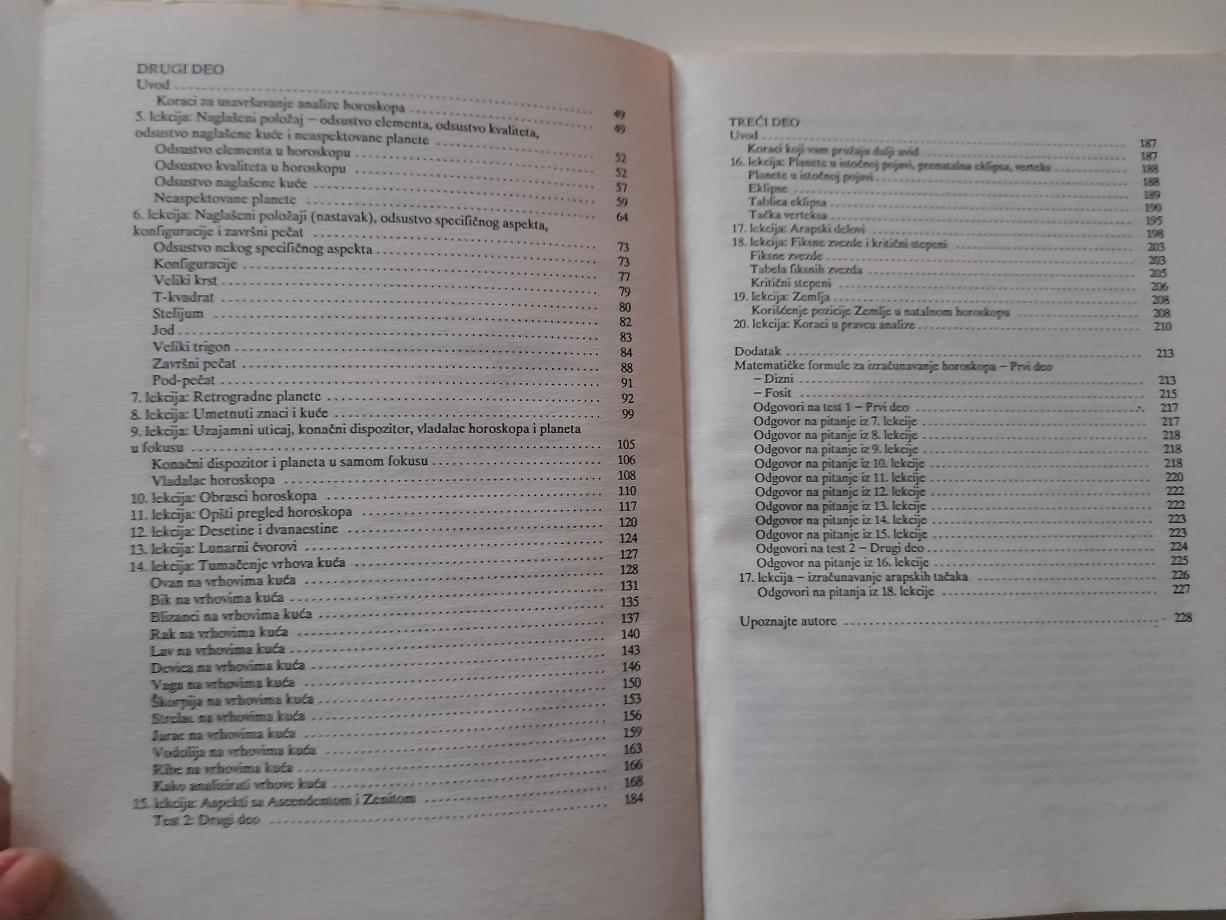 DRUGI DEO
Uvod ........ 49
Koraci za usavršavanje analize horoskopa ........ 49
5. lekcija: Naglašeni položaj – odsustvo elementa, odsustvo kvaliteta,
odsustvo naglašene kuće i neaspektovane planete ........ 52
Odsustvo elementa u horoskopu ........ 52
Odsustvo kvaliteta u horoskopu ........ 57
Odsustvo naglašene kuće ........ 59
Neaspektovane planete ........ 64
6. lekcija: Naglašeni položaji (nastavak), odsustvo specifičnog aspekta,
konfiguracije i završni pečat ........ 73
Odsustvo nekog specifičnog aspekta ........ 73
Konfiguracije ........ 77
Veliki krst ........ 79
T-kvadrat ........ 80
Stelijum ........ 82
Jod ........ 83
Veliki trigon ........ 84
Završni pečat ........ 88
Pod-pečat ........ 91
7. lekcija: Retrogradne planete ........ 92
8. lekcija: Umetnuti znaci i kuće ........ 99
9. lekcija: Uzajamni uticaj, konačni dispozitor, vladalac horoskopa i planeta
u fokusu ........ 105
Konačni dispozitor i planeta u samom fokusu ........ 106
Vladalac horoskopa ........ 108
10. lekcija: Obrasci horoskopa ........ 110
11. lekcija: Opšti pregled horoskopa ........ 117
12. lekcija: Desetine i dvanaestine ........ 120
13. lekcija: Lunarni čvorovi ........ 124
14. lekcija: Tumačenje vrhova kuća ........ 127
Ovan na vrhovima kuća ........ 128
Bik na vrhovima kuća ........ 131
Blizanci na vrhovima kuća ........ 135
Rak na vrhovima kuća ........ 137
Lav na vrhovima kuća ........ 140
Devica na vrhovima kuća ........ 143
Vaga na vrhovima kuća ........ 146
Škorpija na vrhovima kuća ........ 150
Strelac na vrhovima kuća ........ 153
Jarac na vrhovima kuća ........ 156
Vodolija na vrhovima kuća ........ 159
Ribe na vrhovima kuća ........ 163
Kako analizirati vrhove kuća ........ 166
15. lekcija: Aspekti sa Ascendentom i Zenitom ........ 168
Test 2: Drugi deo ........ 184
TREĆI DEO
Uvod ........ 187
Koraci koji vam pružaju dalji uvid ........ 187
16. lekcija: Planete u istočnoj pojavi, prenatalna eklipsa, verteks ........ 188
Planete u istočnoj pojavi ........ 188
Eklipse ........ 189
Tablica eklipsa ........ 190
Tačka verteksa ........ 195
17. lekcija: Arapski delovi ........ 198
18. lekcija: Fiksne zvezde i kritični stepeni ........ 203
Fiksne zvezde ........ 203
Tabela fiksnih zvezda ........ 205
Kritični stepeni ........ 206
19. lekcija: Zemlja ........ 208
Korišćenje pozicije Zemlje u natalnom horoskopu ........ 208
20. lekcija: Koraci u pravcu analize ........ 210
Dodatak ........ 213
Matematičke formule za izračunavanje horoskopa – Prvi deo
– Dizni ........ 213
– Fosit ........ 215
Odgovori na test 1 – Prvi deo ........ 217
Odgovor na pitanje iz 7. lekcije ........ 217
Odgovor na pitanje iz 8. lekcije ........ 218
Odgovor na pitanje iz 9. lekcije ........ 218
Odgovor na pitanje iz 10. lekcije ........ 218
Odgovor na pitanje iz 11. lekcije ........ 220
Odgovor na pitanje iz 12. lekcije ........ 222
Odgovor na pitanje iz 13. lekcije ........ 222
Odgovor na pitanje iz 14. lekcije ........ 223
Odgovor na pitanje iz 15. lekcije ........ 223
Odgovori na test 2 – Drugi deo ........ 224
Odgovor na pitanje iz 16. lekcije ........ 225
17. lekcija – izračunavanje arapskih tačaka ........ 226
Odgovori na pitanja iz 18. lekcije ........ 227
Upoznajte autore ........ 228